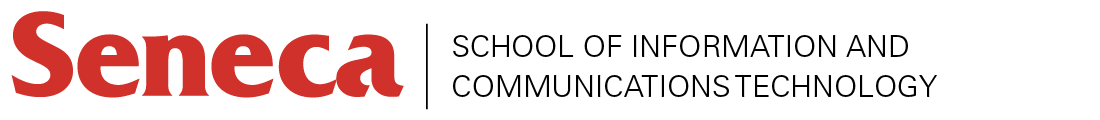 Seneca
SCHOOL OF INFORMATION AND
COMMUNICATIONS TECHNOLOGY